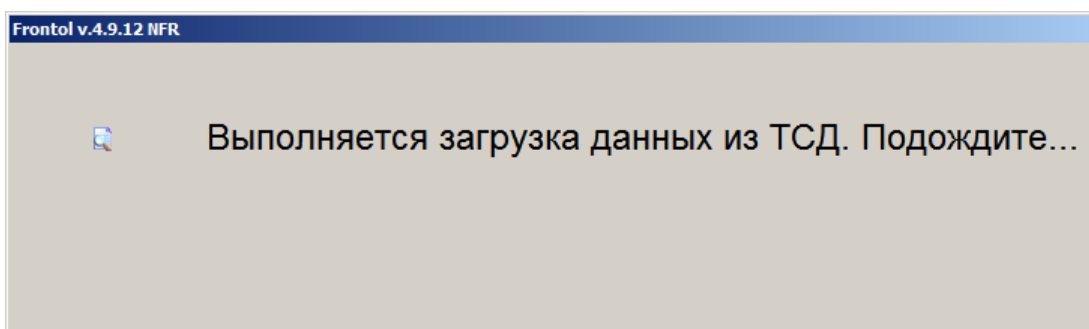 Frontol v.4.9.12 NFR
Выполняется загрузка данных из ТСД. Подождите...